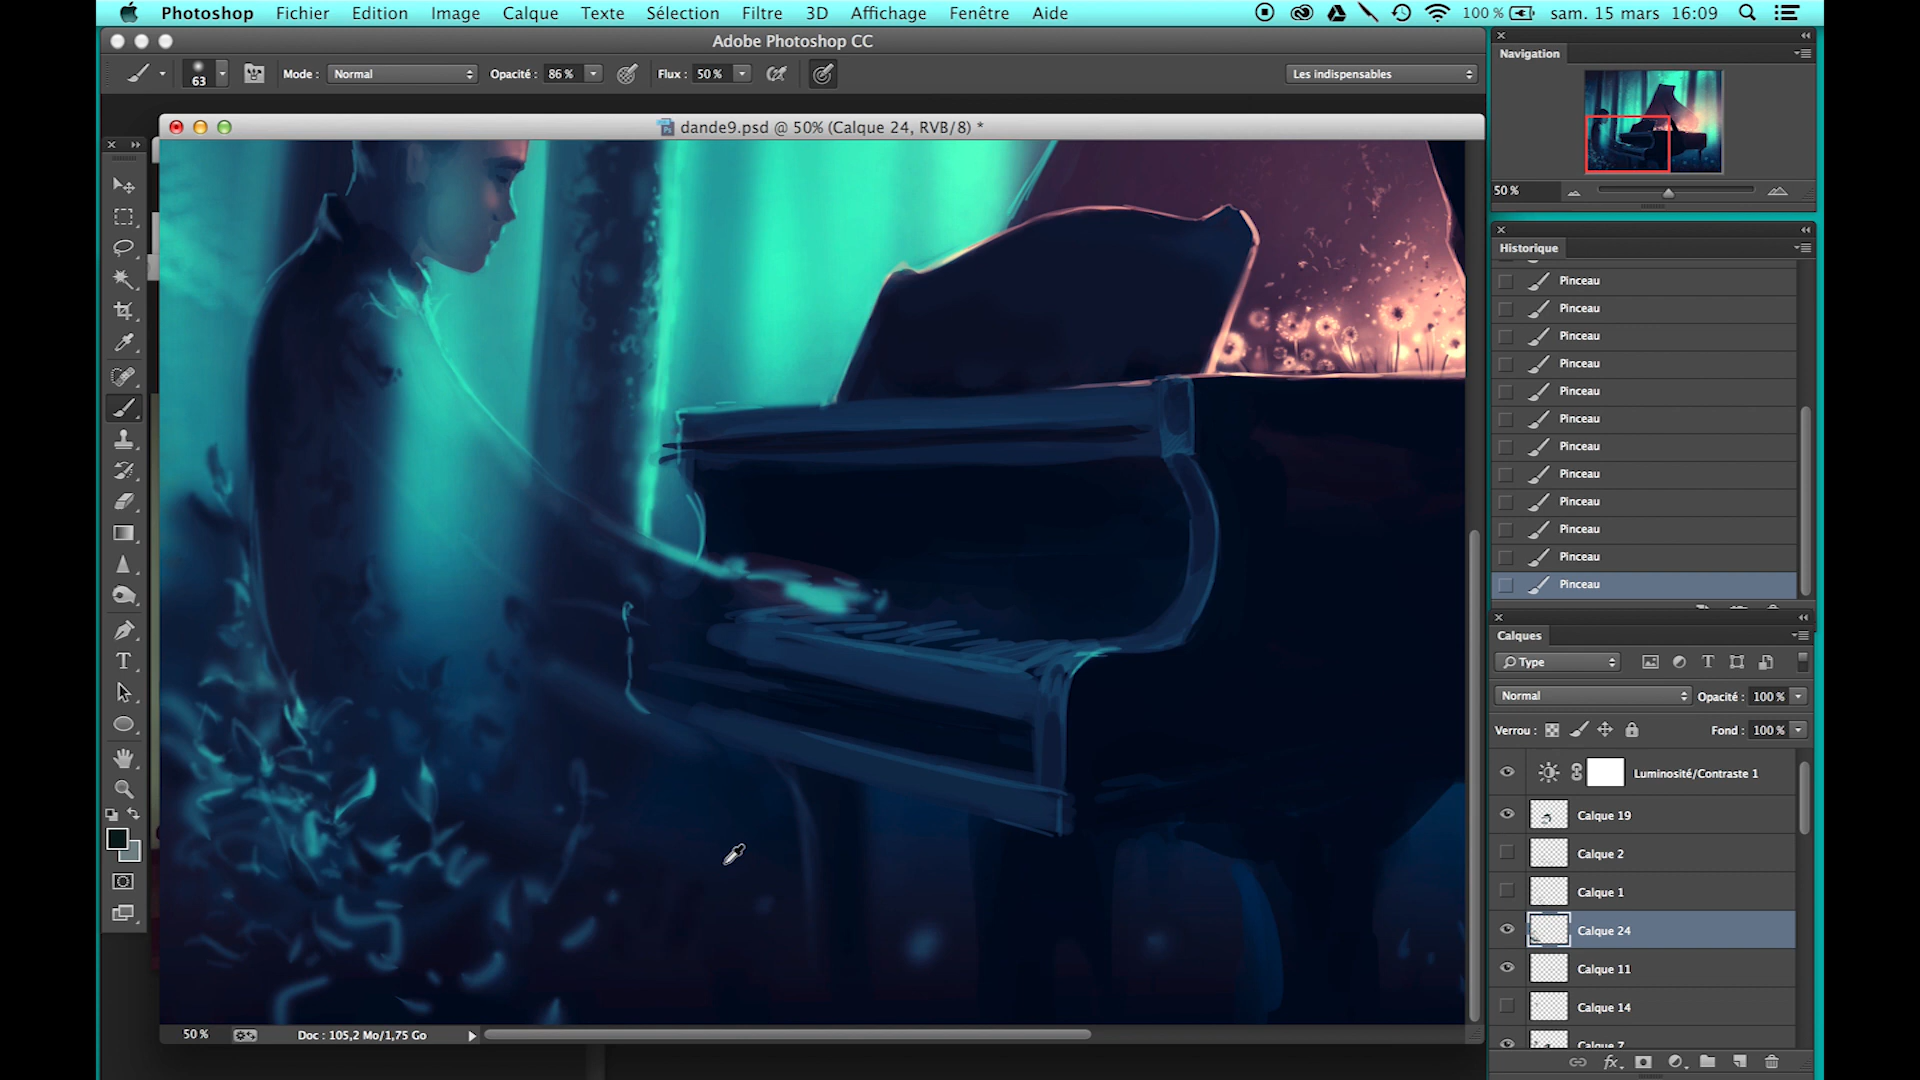 Photoshop Fichier Edition Image Calque Texte Sélection Filtre 3D Affichage Fenêtre Aide 100 % sam. 15 mars 16:09
Adobe Photoshop CC
63 Mode : Normal Opacité : 86 % Flux : 50 % Les indispensables
dande9.psd @ 50% (Calque 24, RVB/8) *
Navigation
50 %
Historique
Pinceau
Pinceau
Pinceau
Pinceau
Pinceau
Pinceau
Pinceau
Pinceau
Pinceau
Pinceau
Pinceau
Pinceau
Calques
Type
Normal Opacité : 100 %
Verrou : Fond : 100 %
Luminosité/Contraste 1
Calque 19
Calque 2
Calque 1
Calque 24
Calque 11
Calque 14
Calque 7
50 % Doc : 105,2 Mo/1,75 Go